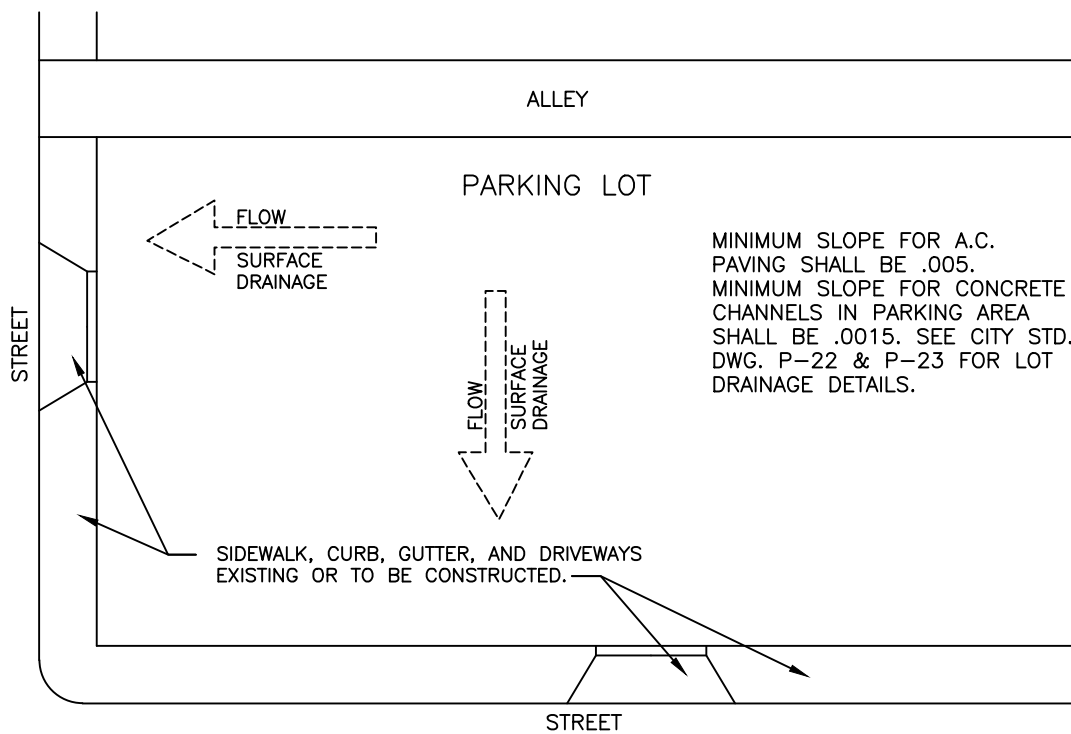 ALLEY
PARKING LOT
FLOW
SURFACE
DRAINAGE
MINIMUM SLOPE FOR A.C.
PAVING SHALL BE .005.
MINIMUM SLOPE FOR CONCRETE
CHANNELS IN PARKING AREA
SHALL BE .0015. SEE CITY STD.
DWG. P-22 & P-23 FOR LOT
DRAINAGE DETAILS.
STREET
FLOW
SURFACE
DRAINAGE
SIDEWALK, CURB, GUTTER, AND DRIVEWAYS
EXISTING OR TO BE CONSTRUCTED.
STREET